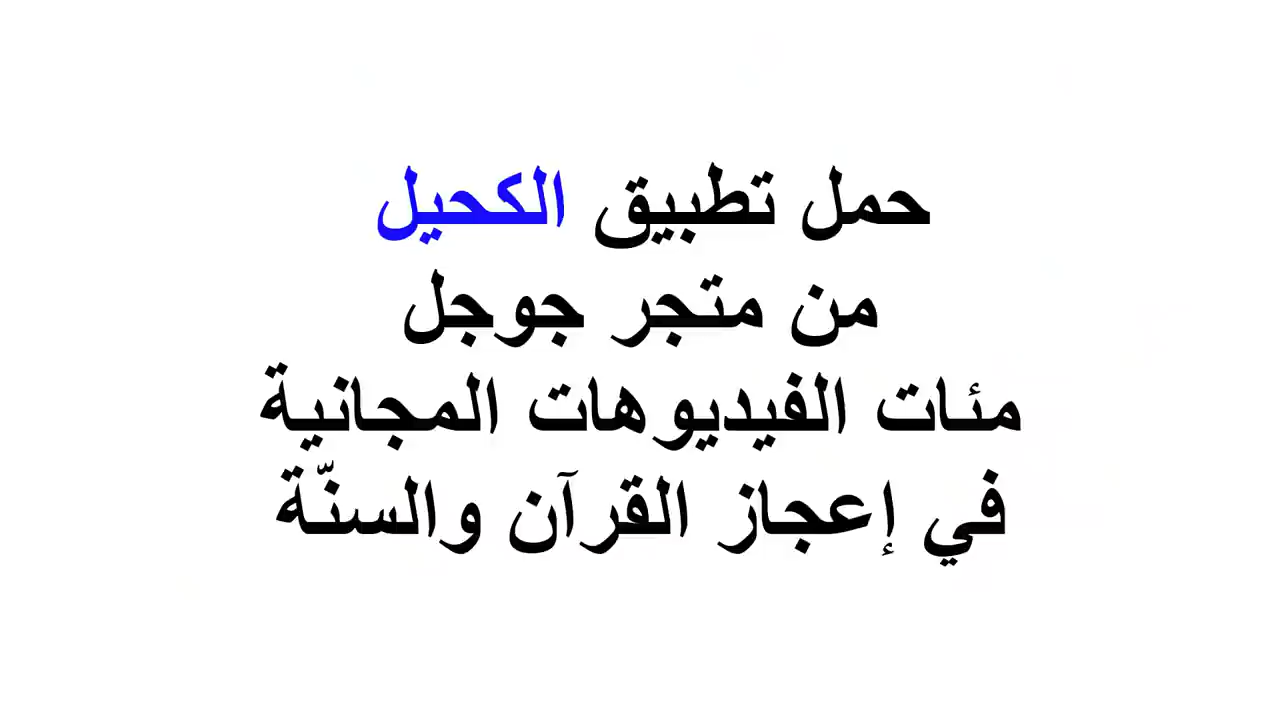 حمل تطبيق الكحيل
من متجر جوجل
مئات الفيديوهات المجانية
في إعجاز القرآن والسنّة